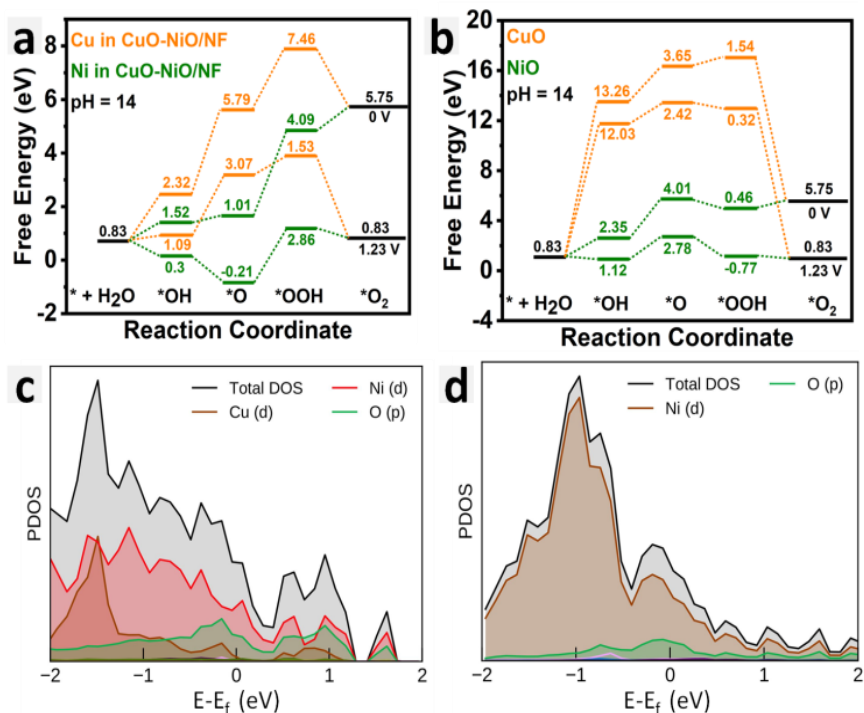 a
Cu in CuO-NiO/NF
Ni in CuO-NiO/NF
pH = 14
Free Energy (eV)
8
6
4
2
0
-2
0.83
2.32
1.52
1.09
0.3
5.79
3.07
1.01
-0.21
7.46
4.09
1.53
2.86
5.75
0 V
0.83
1.23 V
* + H₂O *OH *O *OOH *O₂
Reaction Coordinate
b
CuO
NiO
pH = 14
Free Energy (eV)
20
16
12
8
4
0
-4
0.83
13.26
12.03
2.35
1.12
3.65
2.42
4.01
2.78
1.54
0.32
0.46
-0.77
5.75
0 V
0.83
1.23 V
* + H₂O *OH *O *OOH *O₂
Reaction Coordinate
c
Total DOS
Cu (d)
Ni (d)
O (p)
PDOS
−2 −1 0 1 2
E-Ef (eV)
d
Total DOS
Ni (d)
O (p)
PDOS
−2 −1 0 1 2
E-Ef (eV)